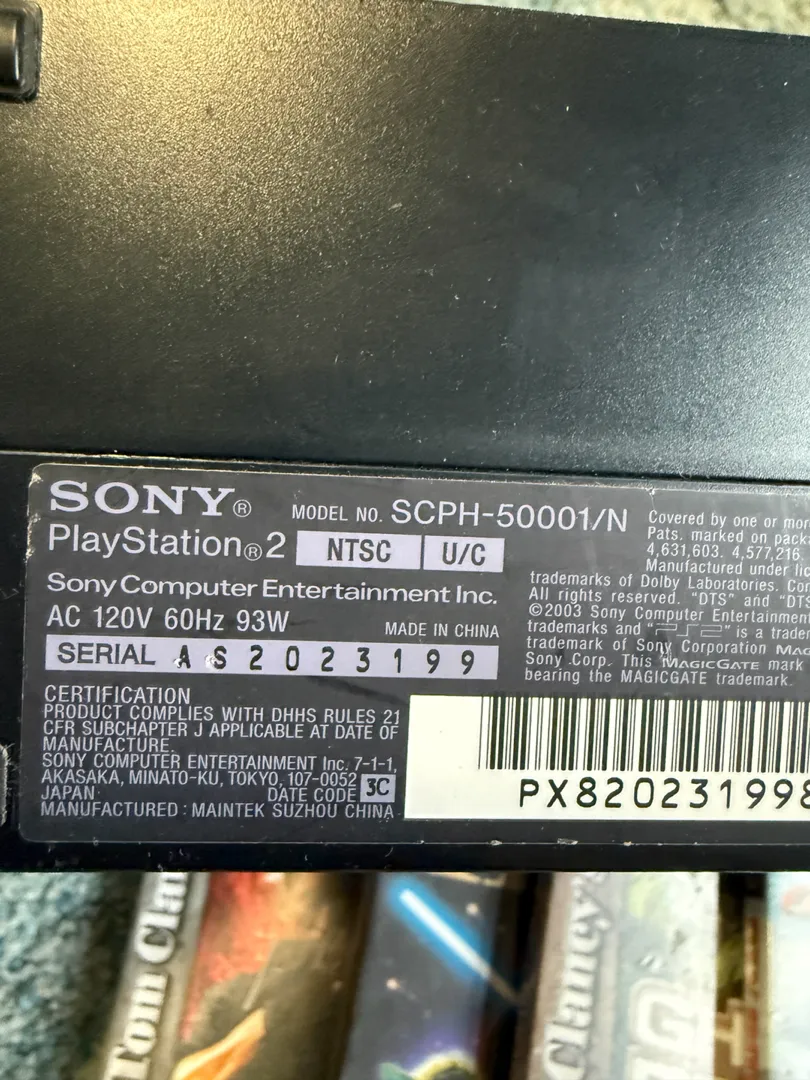 SONY® MODEL NO. SCPH-50001/N
PlayStation®2 NTSC U/C
Sony Computer Entertainment Inc.
AC 120V 60Hz 93W MADE IN CHINA
SERIAL A S 2 0 2 3 1 9 9
CERTIFICATION
PRODUCT COMPLIES WITH DHHS RULES 21
CFR SUBCHAPTER J APPLICABLE AT DATE OF
MANUFACTURE.
SONY COMPUTER ENTERTAINMENT Inc. 7-1-1,
AKASAKA, MINATO-KU, TOKYO, 107-0052
JAPAN DATE CODE 3C
MANUFACTURED : MAINTEK SUZHOU CHINA
Covered by one or
Pats. marked on
4,631,603. 4,577,216.
Manufactured under
trademarks of Dolby Laboratories.
All rights reserved. "DTS" and "DTS
©2003 Sony Computer Entertainment
trademarks and " " is a
trademark of Sony Corporation
Sony Corp. This MAGICGATE mark
bearing the MAGICGATE trademark.
PX820231998
Tom
Clancy's